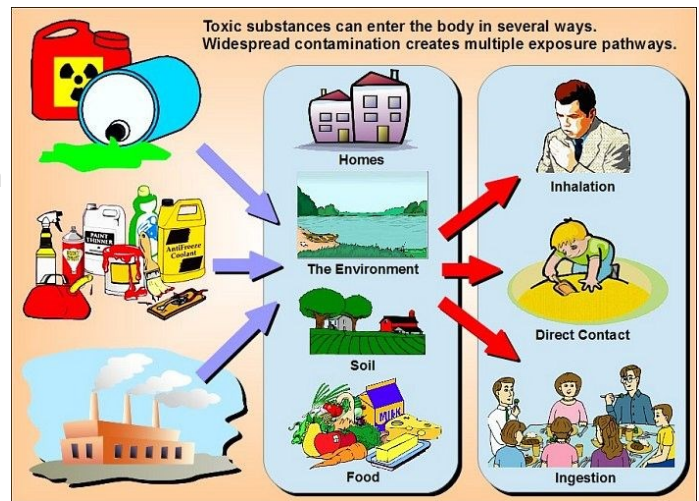 Toxic substances can enter the body in several ways.
Widespread contamination creates multiple exposure pathways.
Homes
The Environment
Soil
Food
Inhalation
Direct Contact
Ingestion
PAINT
THINNER
AntiFreeze
Coolant
MILK